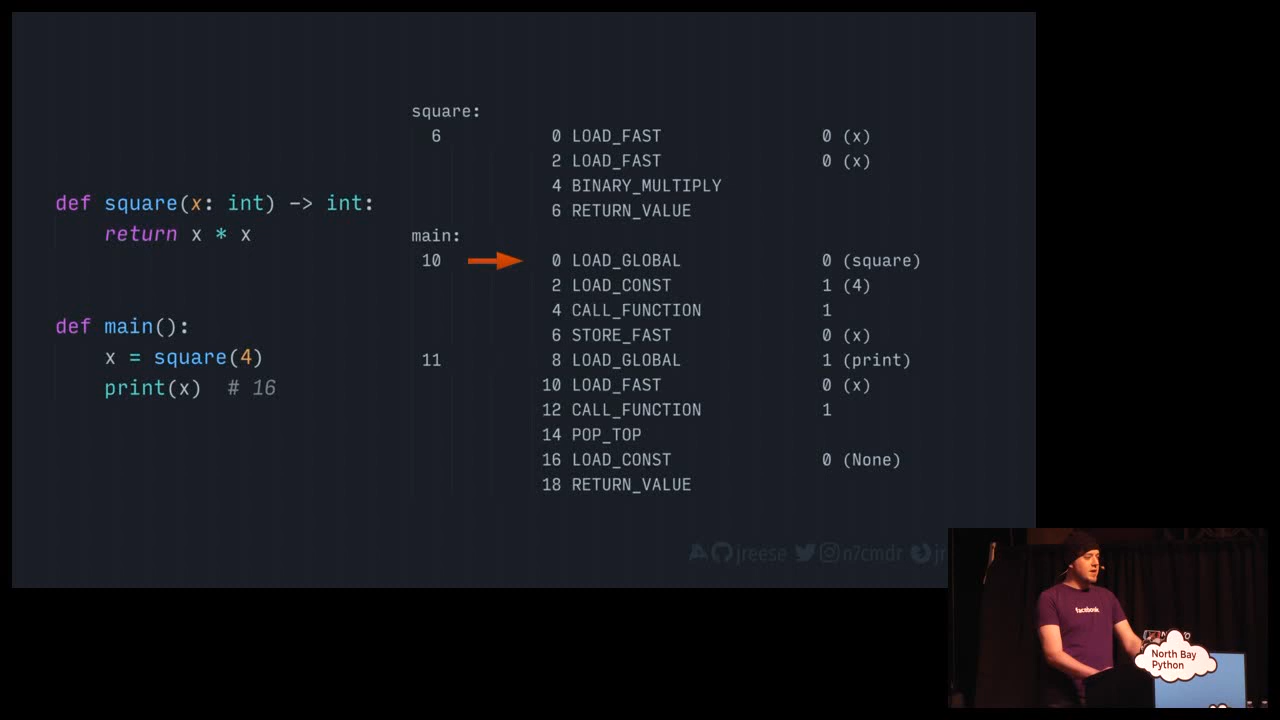 def square(x: int) -> int:
    return x * x
def main():
    x = square(4)
    print(x)  # 16
square:
  6           0 LOAD_FAST                0 (x)
              2 LOAD_FAST                0 (x)
              4 BINARY_MULTIPLY
              6 RETURN_VALUE
main:
 10           0 LOAD_GLOBAL              0 (square)
              2 LOAD_CONST               1 (4)
              4 CALL_FUNCTION            1
              6 STORE_FAST               0 (x)
 11           8 LOAD_GLOBAL              1 (print)
             10 LOAD_FAST                0 (x)
             12 CALL_FUNCTION            1
             14 POP_TOP
             16 LOAD_CONST               0 (None)
             18 RETURN_VALUE
jreese n7cmdr jr
facebook
North Bay
Python